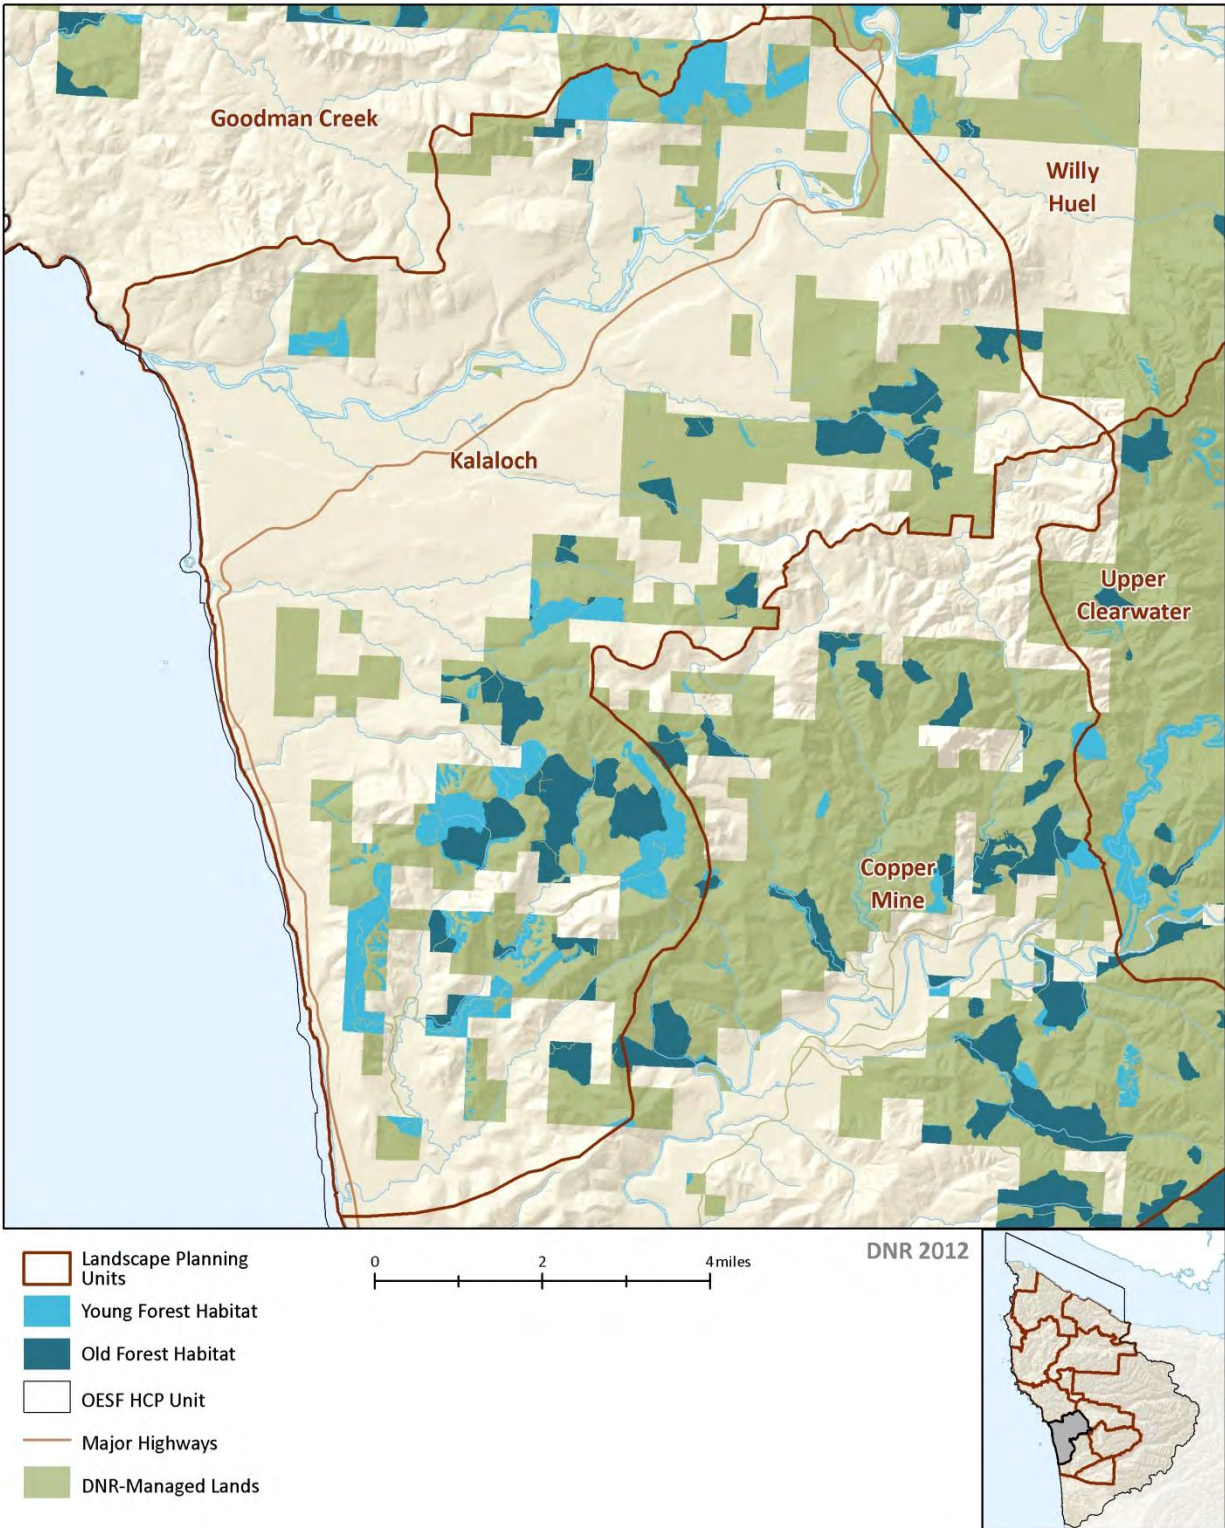 Goodman Creek
Willy
Huel
Kalaloch
Upper
Clearwater
Copper
Mine
Landscape Planning
Units
Young Forest Habitat
Old Forest Habitat
OESF HCP Unit
Major Highways
DNR-Managed Lands
0 2 4 miles
DNR 2012